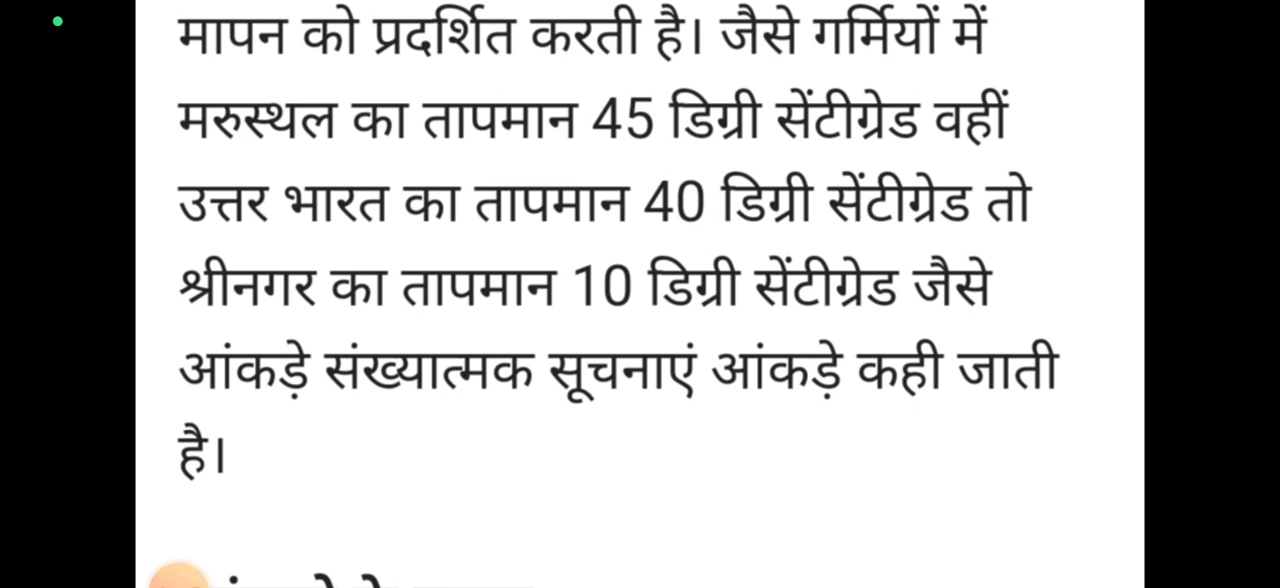 मापन को प्रदर्शित करती है। जैसे गर्मियों में
मरुस्थल का तापमान 45 डिग्री सेंटीग्रेड वहीं
उत्तर भारत का तापमान 40 डिग्री सेंटीग्रेड तो
श्रीनगर का तापमान 10 डिग्री सेंटीग्रेड जैसे
आंकड़े संख्यात्मक सूचनाएं आंकड़े कही जाती
है।